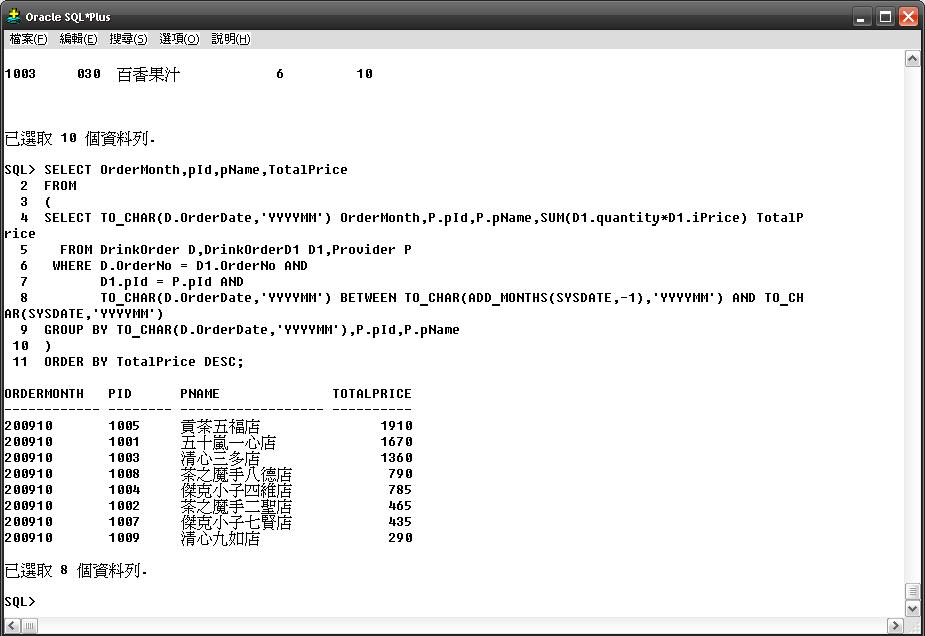 Oracle SQL*Plus
檔案(F) 編輯(E) 搜尋(S) 選項(O) 說明(H)
1003 030 百香果汁 6 10
已選取 10 個資料列.
SQL> SELECT OrderMonth,pId,pName,TotalPrice
2 FROM
3 (
4 SELECT TO_CHAR(D.OrderDate,'YYYYMM') OrderMonth,P.pId,P.pName,SUM(D1.quantity*D1.iPrice) TotalP
rice
5 FROM DrinkOrder D,DrinkOrderD1 D1,Provider P
6 WHERE D.OrderNo = D1.OrderNo AND
7 D1.pId = P.pId AND
8 TO_CHAR(D.OrderDate,'YYYYMM') BETWEEN TO_CHAR(ADD_MONTHS(SYSDATE,-1),'YYYYMM') AND TO_CH
AR(SYSDATE,'YYYYMM')
9 GROUP BY TO_CHAR(D.OrderDate,'YYYYMM'),P.pId,P.pName
10 )
11 ORDER BY TotalPrice DESC;
ORDERMONTH PID PNAME TOTALPRICE
------------ -------- ------------------ ----------
200910 1005 貢茶五福店 1910
200910 1001 五十嵐一心店 1670
200910 1003 清心三多店 1360
200910 1008 茶之魔手八德店 790
200910 1004 傑克小子四維店 785
200910 1002 茶之魔手二聖店 465
200910 1007 傑克小子七賢店 435
200910 1009 清心九如店 290
已選取 8 個資料列.
SQL>